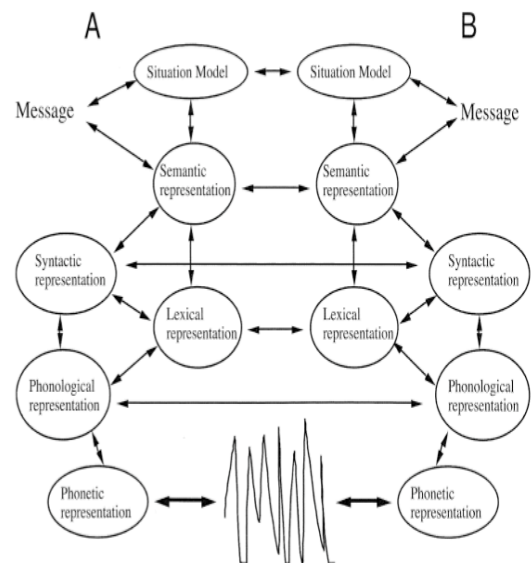 A
B
Situation Model
Situation Model
Message
Message
Semantic
representation
Semantic
representation
Syntactic
representation
Syntactic
representation
Lexical
representation
Lexical
representation
Phonological
representation
Phonological
representation
Phonetic
representation
Phonetic
representation